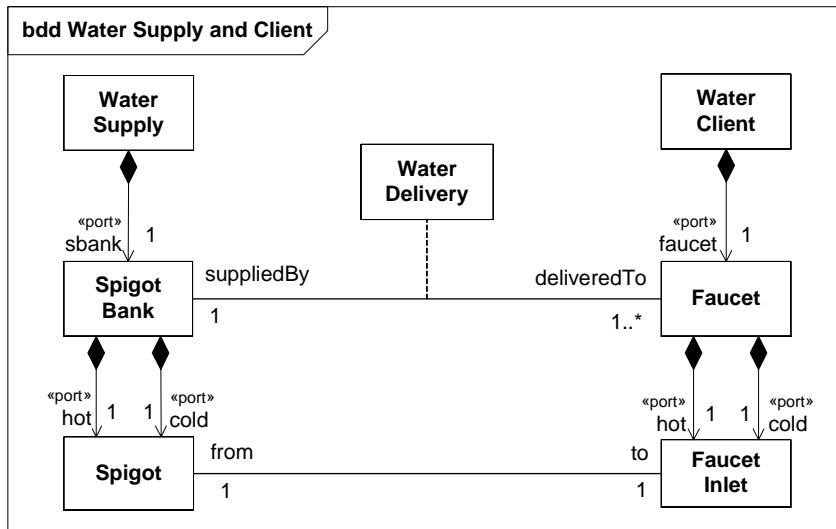 bdd Water Supply and Client
Water
Supply
Water
Client
Water
Delivery
«port»
sbank
1
«port»
faucet
1
Spigot
Bank
suppliedBy
1
deliveredTo
1..*
Faucet
«port»
hot
1
1
«port»
cold
«port»
hot
1
1
«port»
cold
Spigot
from
1
to
1
Faucet
Inlet